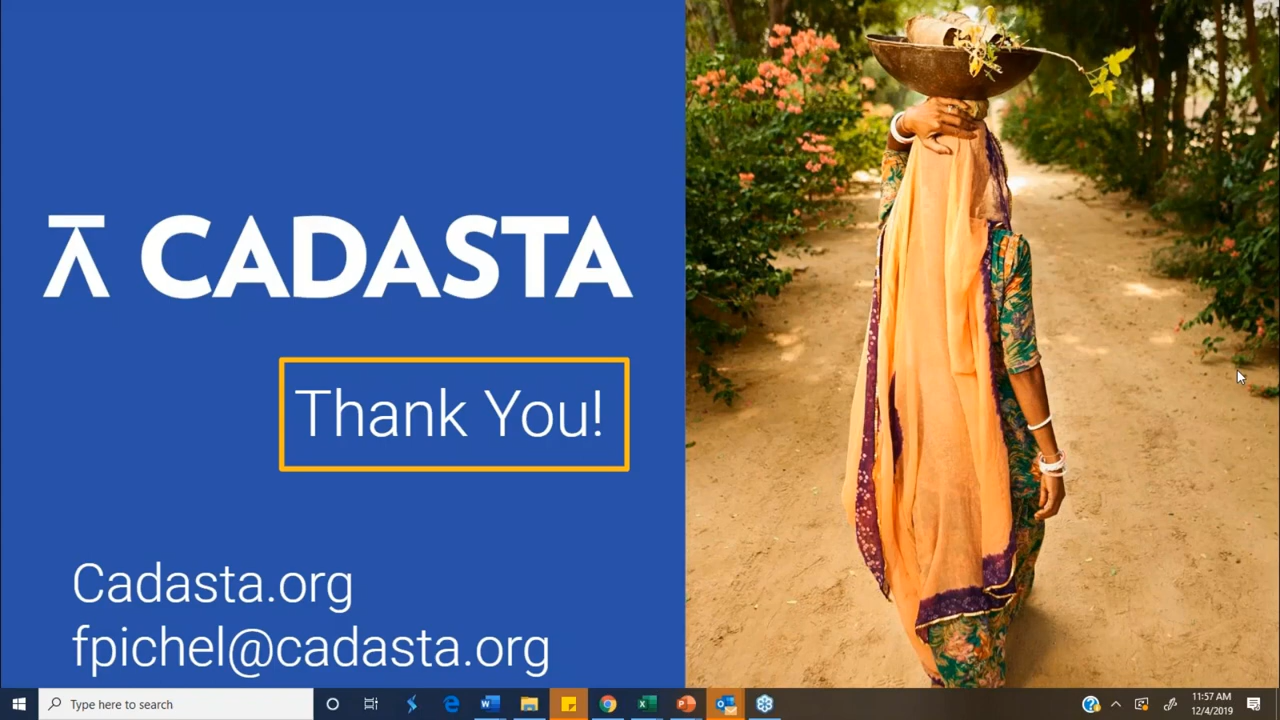 CADASTA
Thank You!
Cadasta.org
fpichel@cadasta.org
Type here to search
11:57 AM
12/4/2019